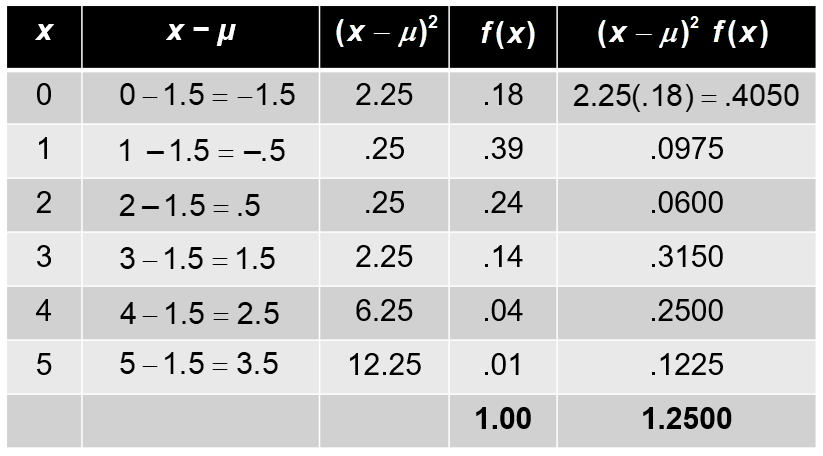 x x − μ (x − μ)² f(x) (x − μ)² f(x)
0 0 – 1.5 = –1.5 2.25 .18 2.25(.18) = .4050
1 1 – 1.5 = –.5 .25 .39 .0975
2 2 – 1.5 = .5 .25 .24 .0600
3 3 – 1.5 = 1.5 2.25 .14 .3150
4 4 – 1.5 = 2.5 6.25 .04 .2500
5 5 – 1.5 = 3.5 12.25 .01 .1225
1.00 1.2500